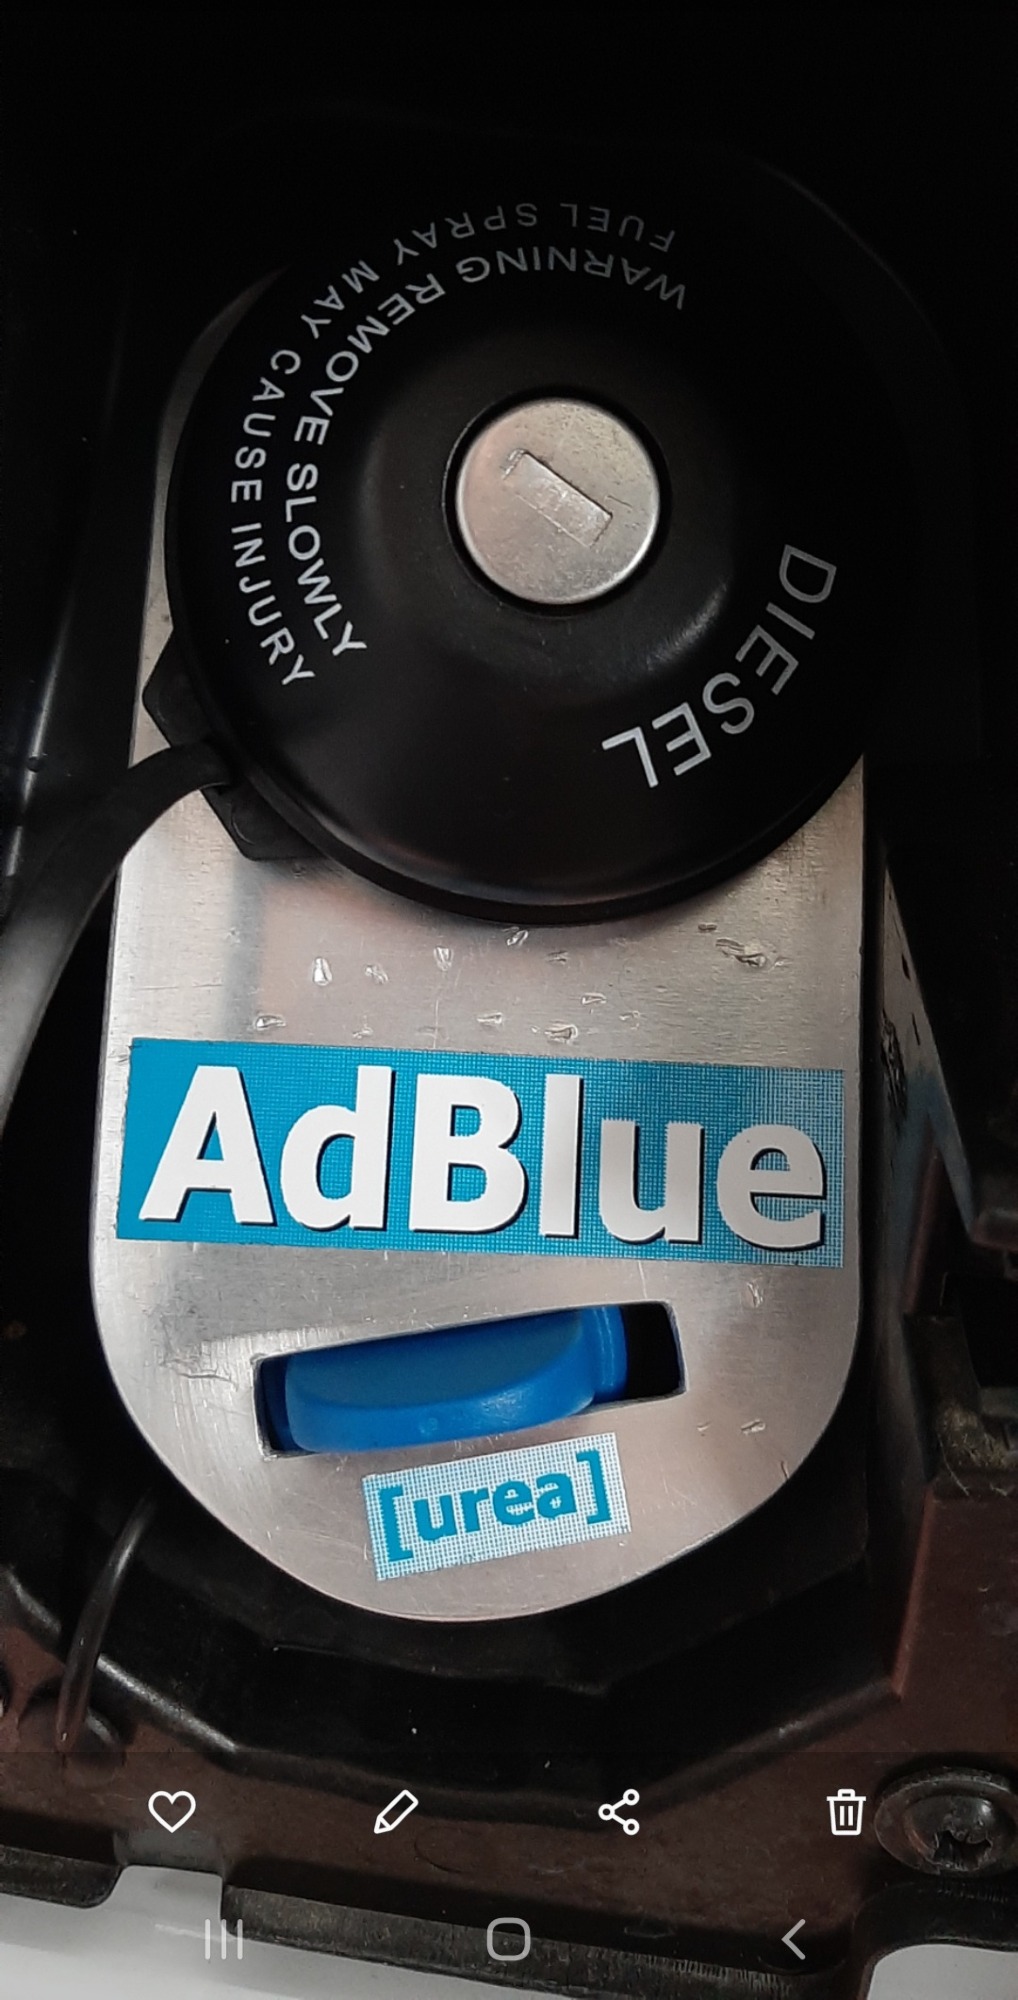 FUEL SPRAY MAY CAUSE INJURY
WARNING REMOVE SLOWLY
DIESEL
AdBlue
[urea]